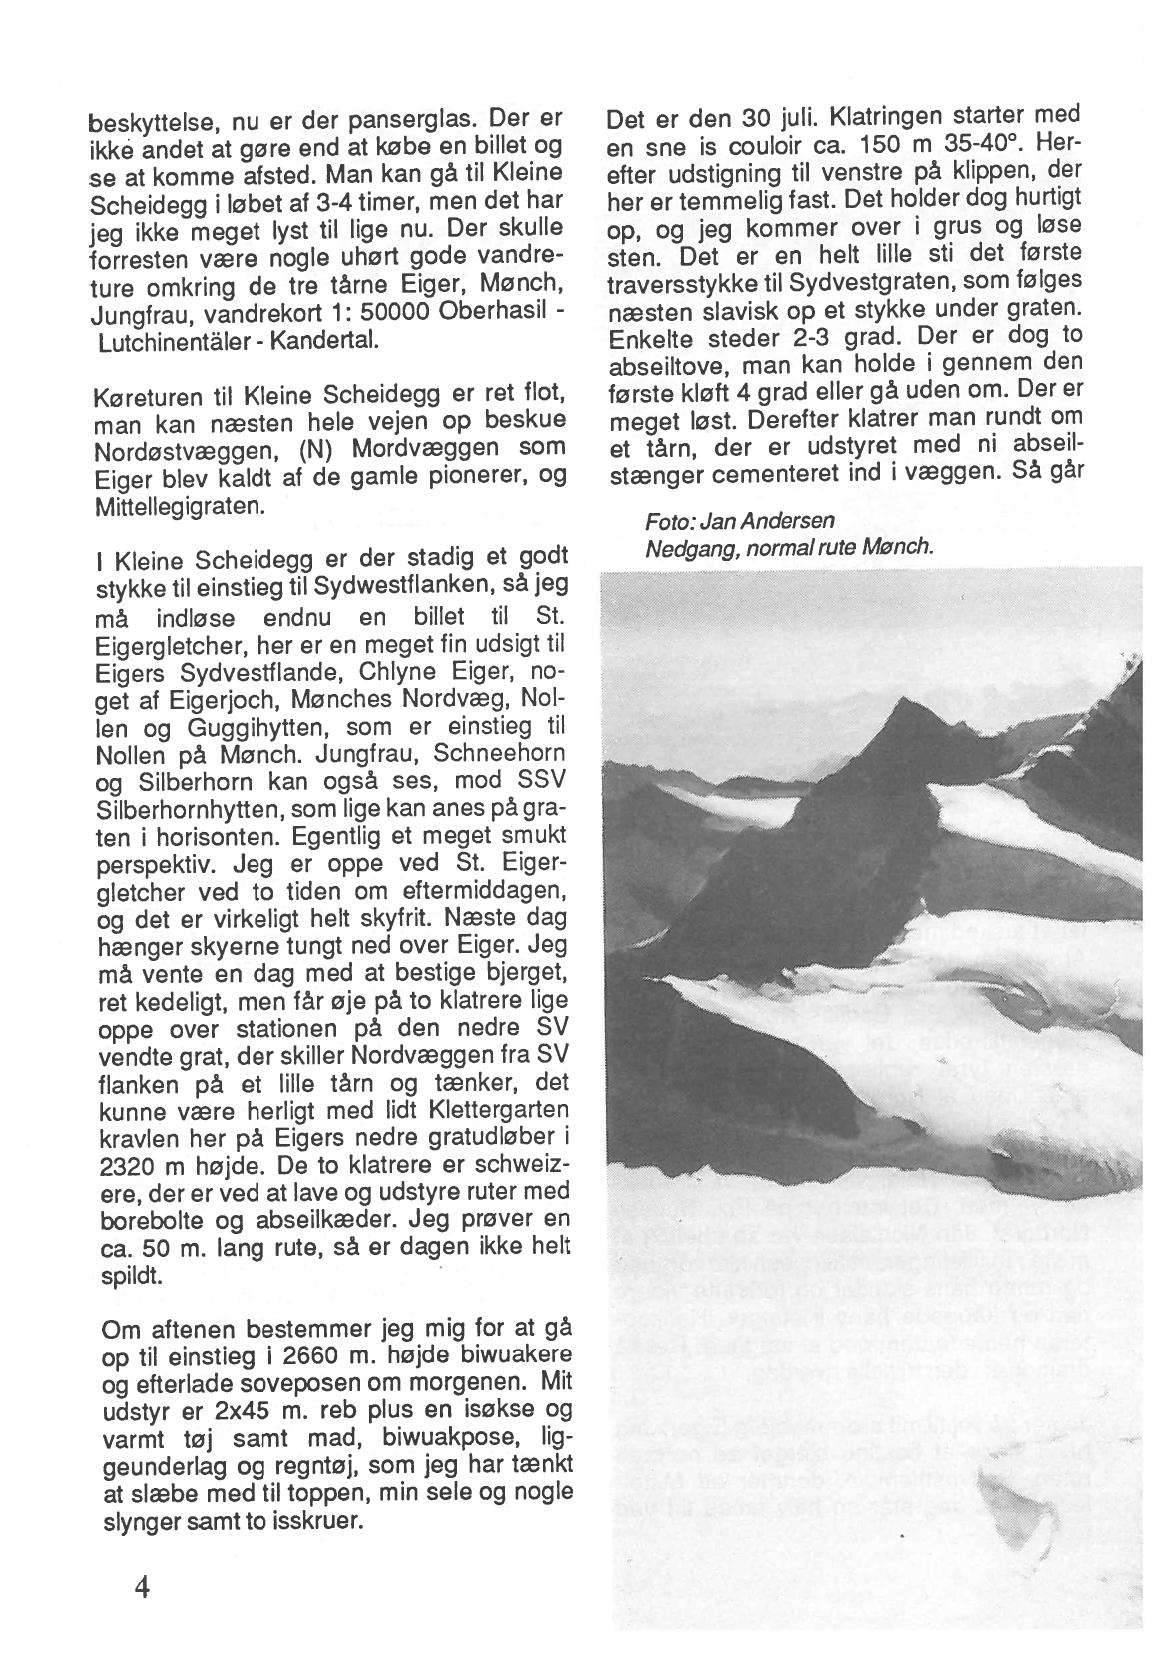 beskyttelse, nu er der panserglas. Der er
ikke andet at gøre end at købe en billet og
se at komme afsted. Man kan gå til Kleine
Scheidegg i løbet af 3-4 timer, men det har
jeg ikke meget lyst til lige nu. Der skulle
forresten være nogle uhørt gode vandre-
ture omkring de tre tårne Eiger, Mønch,
Jungfrau, vandrekort 1: 50000 Oberhasil -
Lutchinentäler - Kandertal.

Køreturen til Kleine Scheidegg er ret flot,
man kan næsten hele vejen op beskue
Nordøstvæggen, (N) Mordvæggen som
Eiger blev kaldt af de gamle pionerer, og
Mittellegigraten.

I Kleine Scheidegg er der stadig et godt
stykke til einstieg til Sydwestflanken, så jeg
må indløse endnu en billet til St.
Eigergletcher, her er en meget fin udsigt til
Eigers Sydvestflande, Chlyne Eiger, no-
get af Eigerjoch, Mønches Nordvæg, Nol-
len og Guggihytten, som er einstieg til
Nollen på Mønch. Jungfrau, Schneehorn
og Silberhorn kan også ses, mod SSV
Silberhornhytten, som lige kan anes på gra-
ten i horisonten. Egentlig et meget smukt
perspektiv. Jeg er oppe ved St. Eiger-
gletcher ved to tiden om eftermiddagen,
og det er virkeligt helt skyfrit. Næste dag
hænger skyerne tungt ned over Eiger. Jeg
må vente en dag med at bestige bjerget,
ret kedeligt, men får øje på to klatrere lige
oppe over stationen på den nedre SV
vendte grat, der skiller Nordvæggen fra SV
flanken på et lille tårn og tænker, det
kunne være herligt med lidt Klettergarten
kravlen her på Eigers nedre gratudløber i
2320 m højde. De to klatrere er schweiz-
ere, der er ved at lave og udstyre ruter med
borebolte og abseilkæder. Jeg prøver en
ca. 50 m. lang rute, så er dagen ikke helt
spildt.

Om aftenen bestemmer jeg mig for at gå
op til einstieg i 2660 m. højde biwuakere
og efterlade soveposen om morgenen. Mit
udstyr er 2x45 m. reb plus en isøkse og
varmt tøj samt mad, biwuakpose, lig-
geunderlag og regntøj, som jeg har tænkt
at slæbe med til toppen, min sele og nogle
slynger samt to isskruer.

4

Det er den 30 juli. Klatringen starter med
en sne is couloir ca. 150 m 35-40°. Her-
efter udstigning til venstre på klippen, der
her er temmelig fast. Det holder dog hurtigt
op, og jeg kommer over i grus og løse
sten. Det er en helt lille sti det første
traversstykke til Sydvestgraten, som følges
næsten slavisk op et stykke under graten.
Enkelte steder 2-3 grad. Der er dog to
abseiltove, man kan holde i gennem den
første kløft 4 grad eller gå uden om. Der er
meget løst. Derefter klatrer man rundt om
et tårn, der er udstyret med ni abseil-
stænger cementeret ind i væggen. Så går

Foto: Jan Andersen
Nedgang, normal rute Mønch.